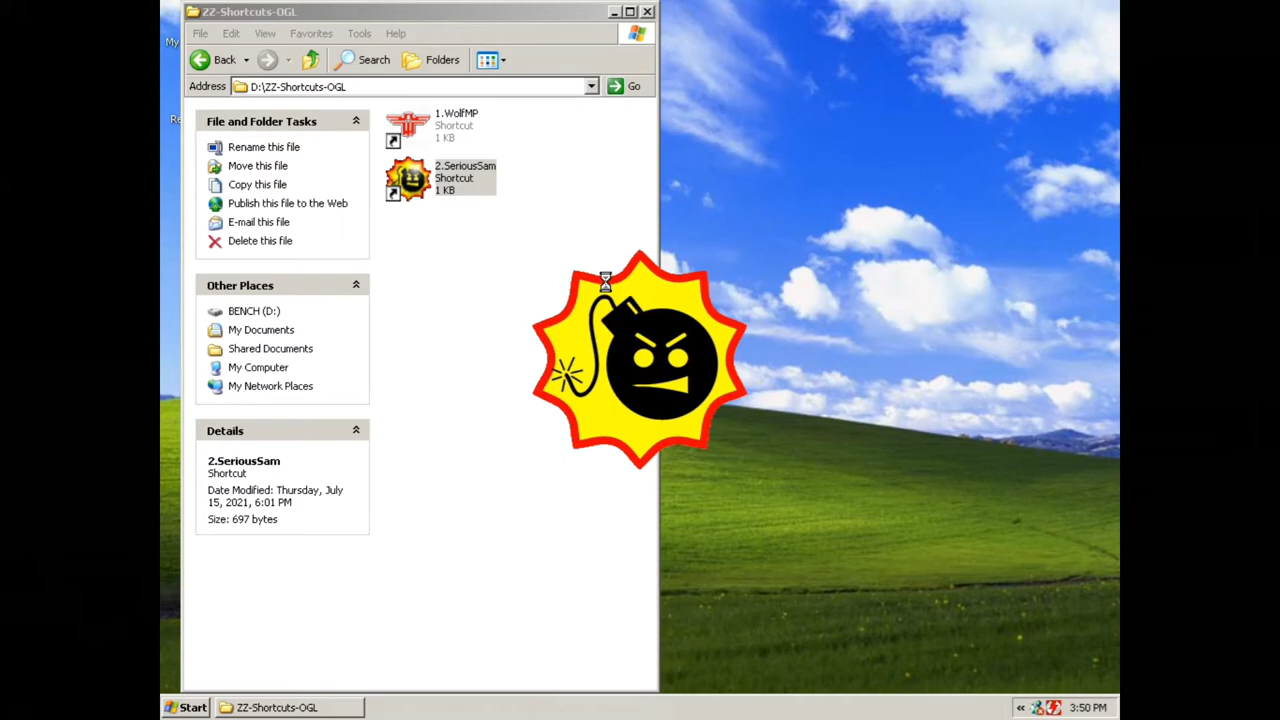 ZZ-Shortcuts-OGL
My
File Edit View Favorites Tools Help
Back Search Folders
Address D:\ZZ-Shortcuts-OGL Go
File and Folder Tasks
Rename this file
Move this file
Copy this file
Publish this file to the Web
E-mail this file
Delete this file
Other Places
BENCH (D:)
My Documents
Shared Documents
My Computer
My Network Places
Details
2.SeriousSam
Shortcut
Date Modified: Thursday, July
15, 2021, 6:01 PM
Size: 697 bytes
1.WolfMP
Shortcut
1 KB
2.SeriousSam
Shortcut
1 KB
Re
Start ZZ-Shortcuts-OGL 3:50 PM